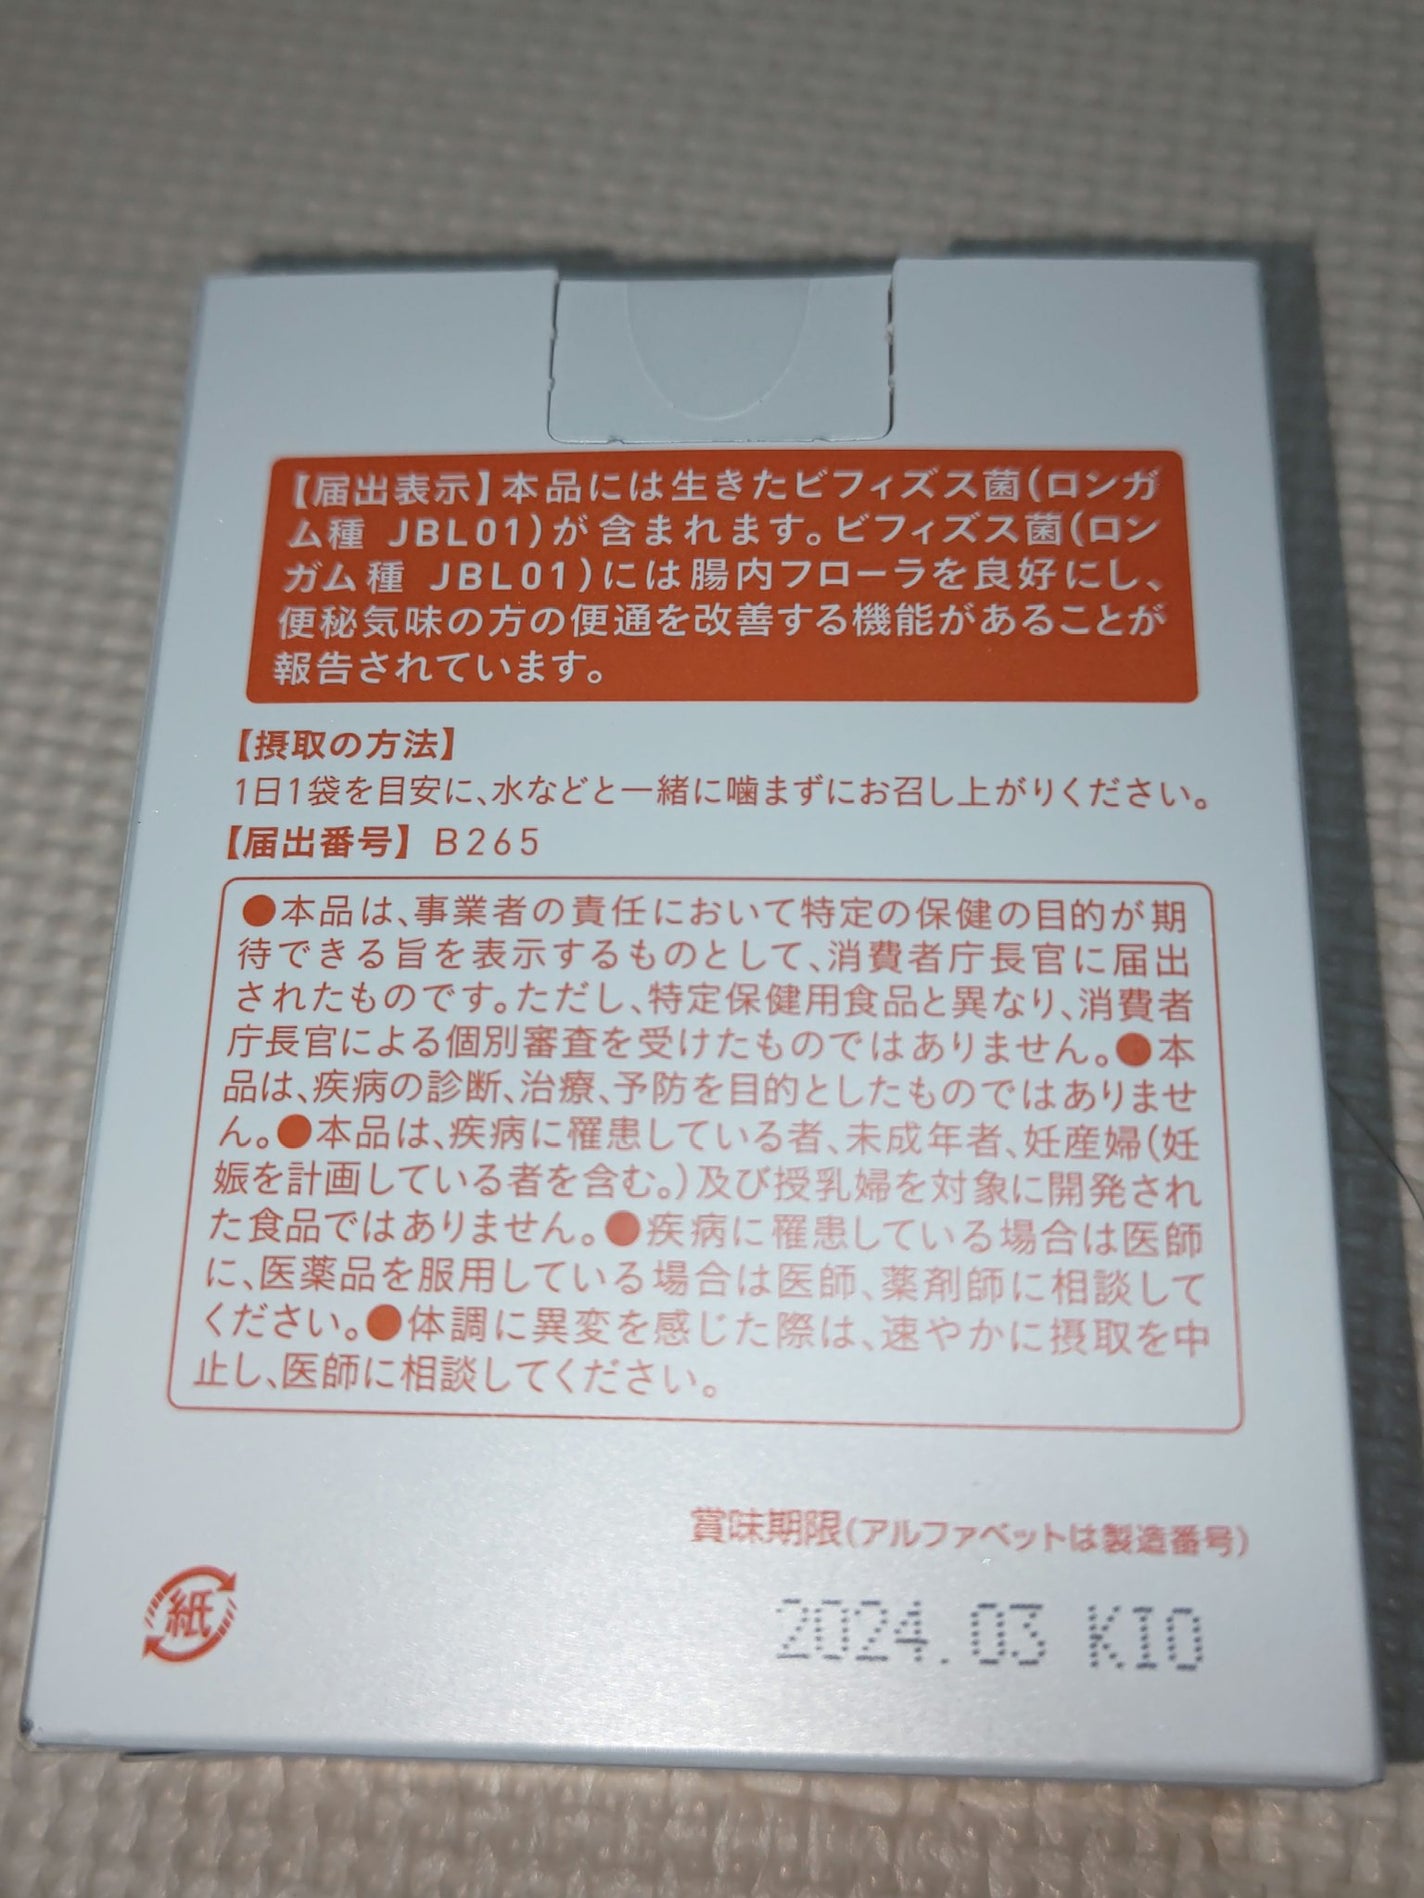 【届出表示】本品には生きたビフィズス菌(ロンガ
ム種 JBL01)が含まれます。ビフィズス菌(ロン
ガム種 JBL01)には腸内フローラを良好にし、
便秘気味の方の便通を改善する機能があることが
報告されています。
【摂取の方法】
1日1袋を目安に、水などと一緒に噛まずにお召し上がりください。
【届出番号】 B265
●本品は、事業者の責任において特定の保健の目的が期
待できる旨を表示するものとして、消費者庁長官に届出
されたものです。ただし、特定保健用食品と異なり、消費者
庁長官による個別審査を受けたものではありません。●本
品は、疾病の診断、治療、予防を目的としたものではありませ
ん。●本品は、疾病に罹患している者、未成年者、妊産婦(妊
娠を計画している者を含む。)及び授乳婦を対象に開発され
た食品ではありません。●疾病に罹患している場合は医師
に、医薬品を服用している場合は医師、薬剤師に相談して
ください。●体調に異変を感じた際は、速やかに摂取を中
止し、医師に相談してください。
賞味期限(アルファベットは製造番号)
紙
2024.03 K10